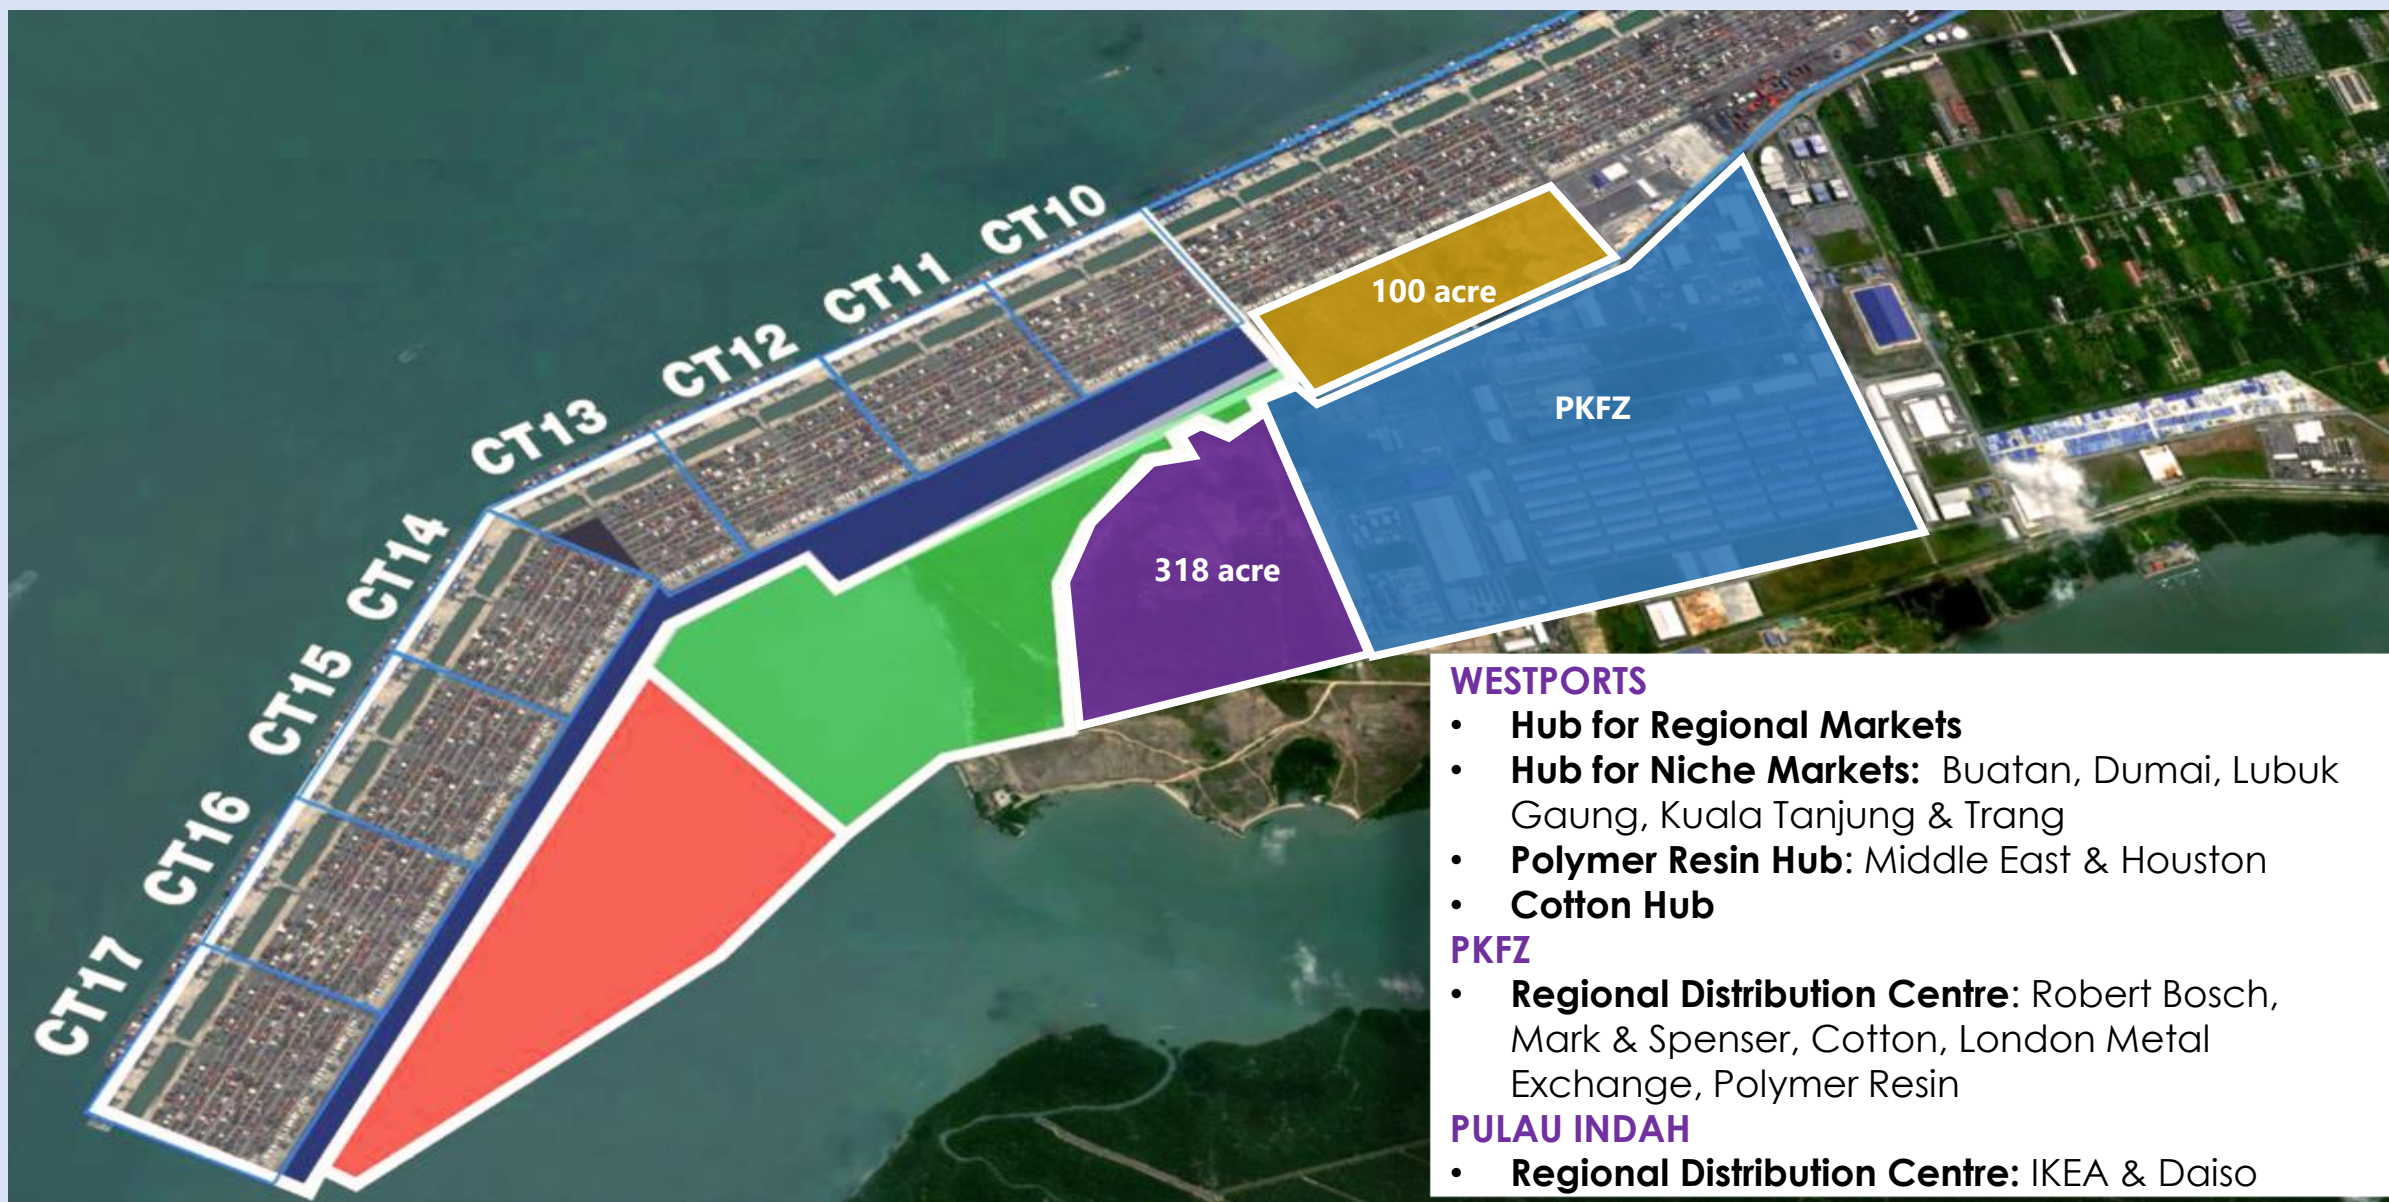 CT10
CT11
CT12
CT13
CT14
CT15
CT16
CT17
100 acre
PKFZ
318 acre
WESTPORTS
• Hub for Regional Markets
• Hub for Niche Markets: Buatan, Dumai, Lubuk
Gaung, Kuala Tanjung & Trang
• Polymer Resin Hub: Middle East & Houston
• Cotton Hub
PKFZ
• Regional Distribution Centre: Robert Bosch,
Mark & Spenser, Cotton, London Metal
Exchange, Polymer Resin
PULAU INDAH
• Regional Distribution Centre: IKEA & Daiso